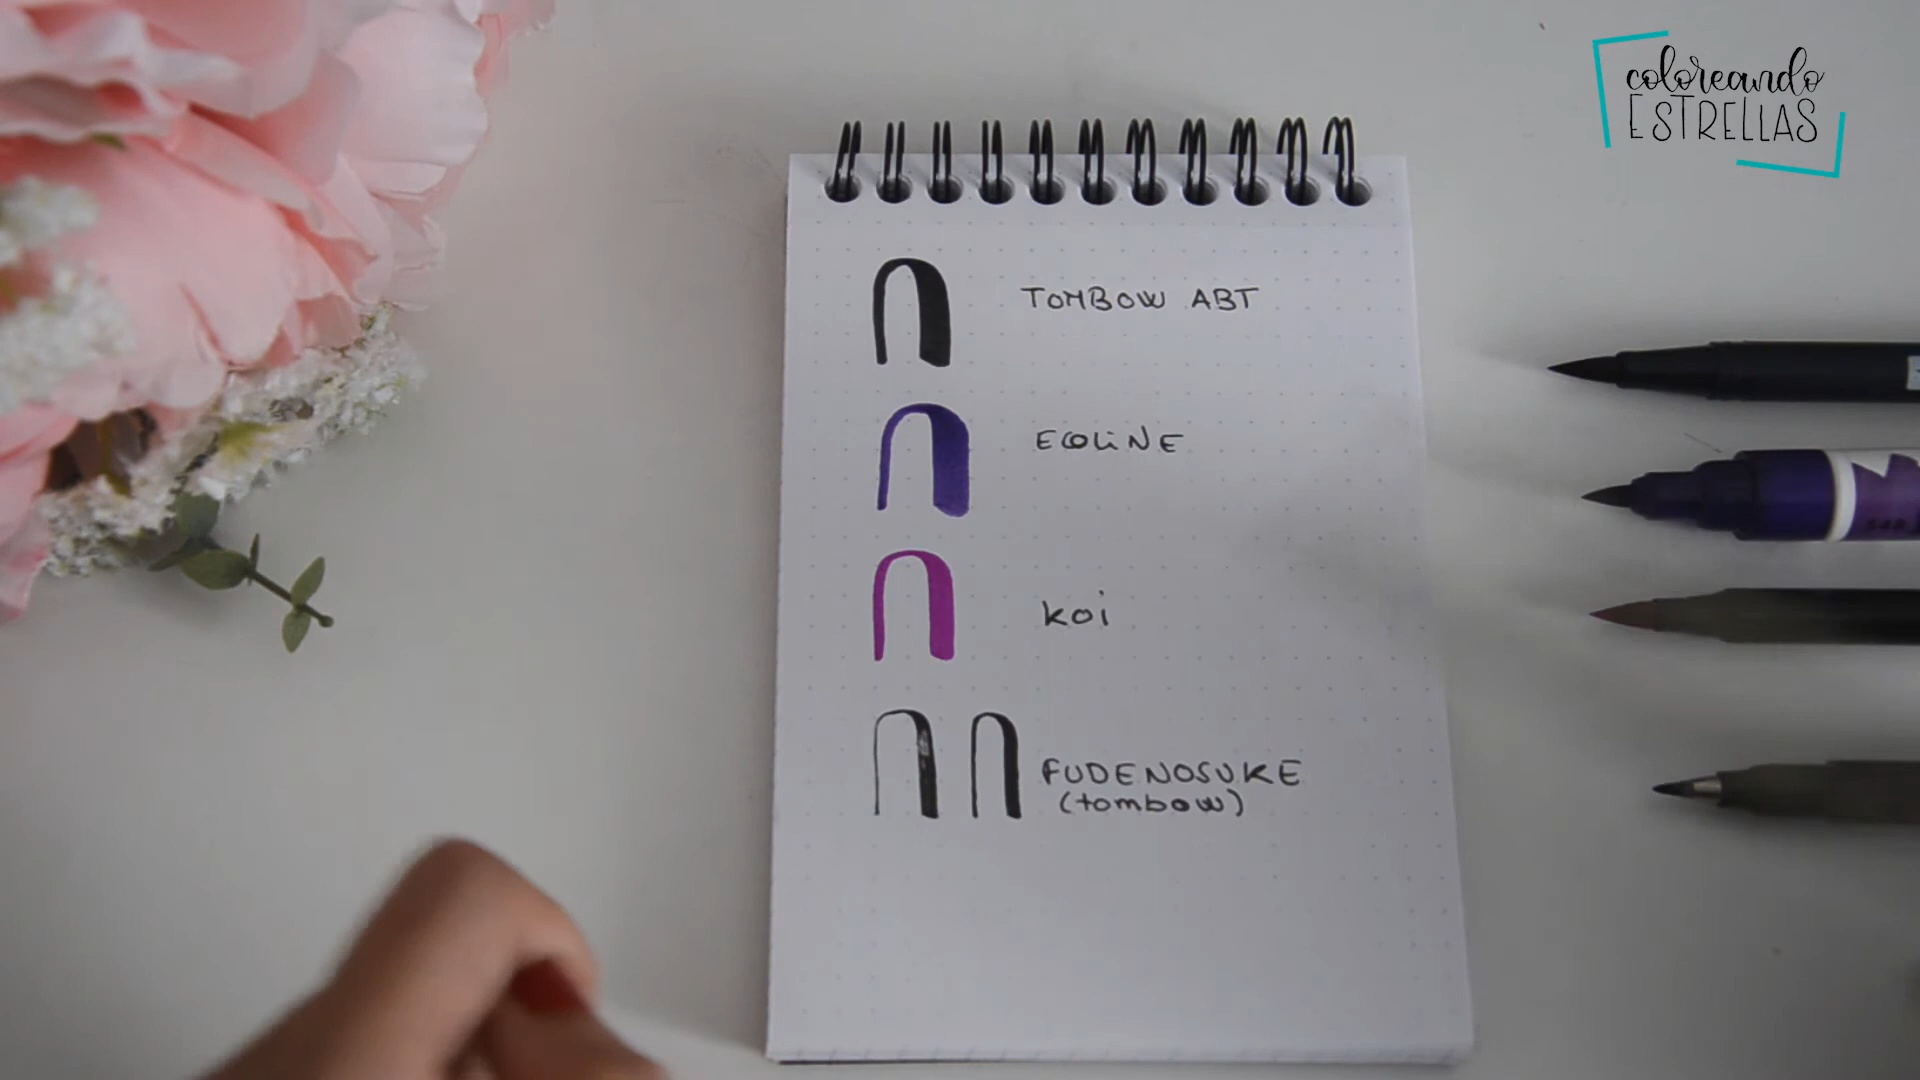 coloreando
ESTRELLAS
TOMBOW ABT
ECOLINE
Koi
FUDENOSUKE
(tombow)